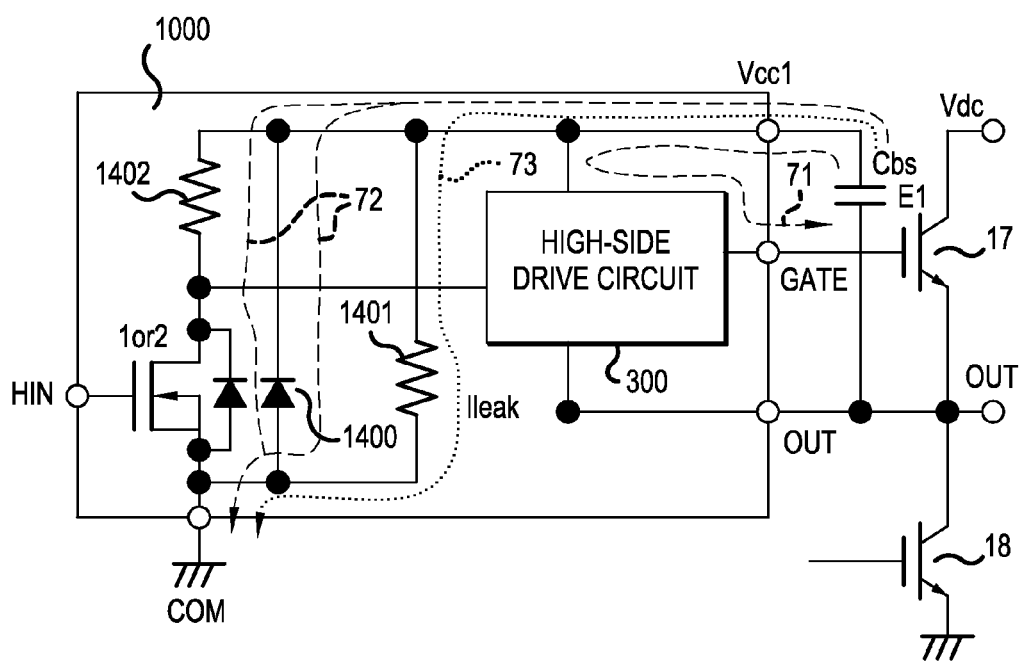 1000
Vcc1
Vdc
1402
72
73
71
Cbs
E1
HIGH-SIDE
DRIVE CIRCUIT
17
GATE
1or2
1401
300
HIN
Ileak
OUT
1400
OUT
18
COM